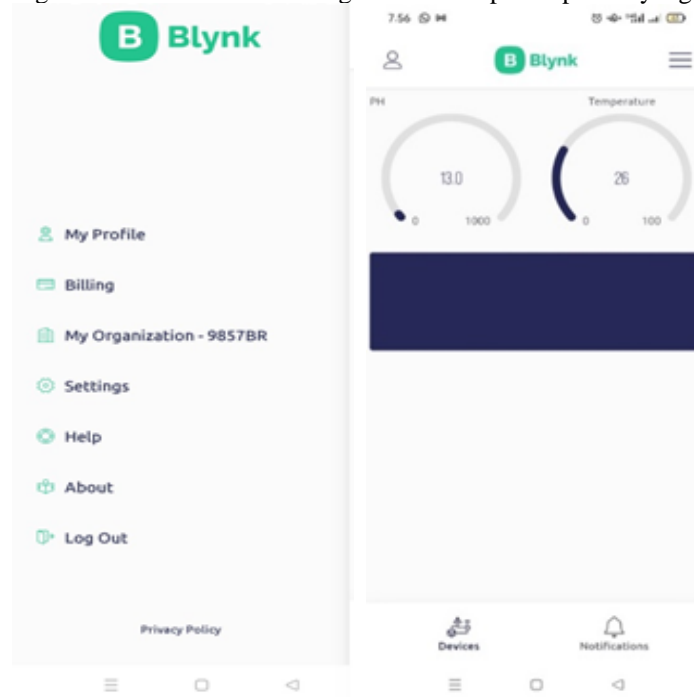 B Blynk
My Profile
Billing
My Organization - 9857BR
Settings
Help
About
Log Out
Privacy Policy
7.56
B Blynk
PH
Temperature
13.0
26
0 1000
0 100
Devices
Notifications